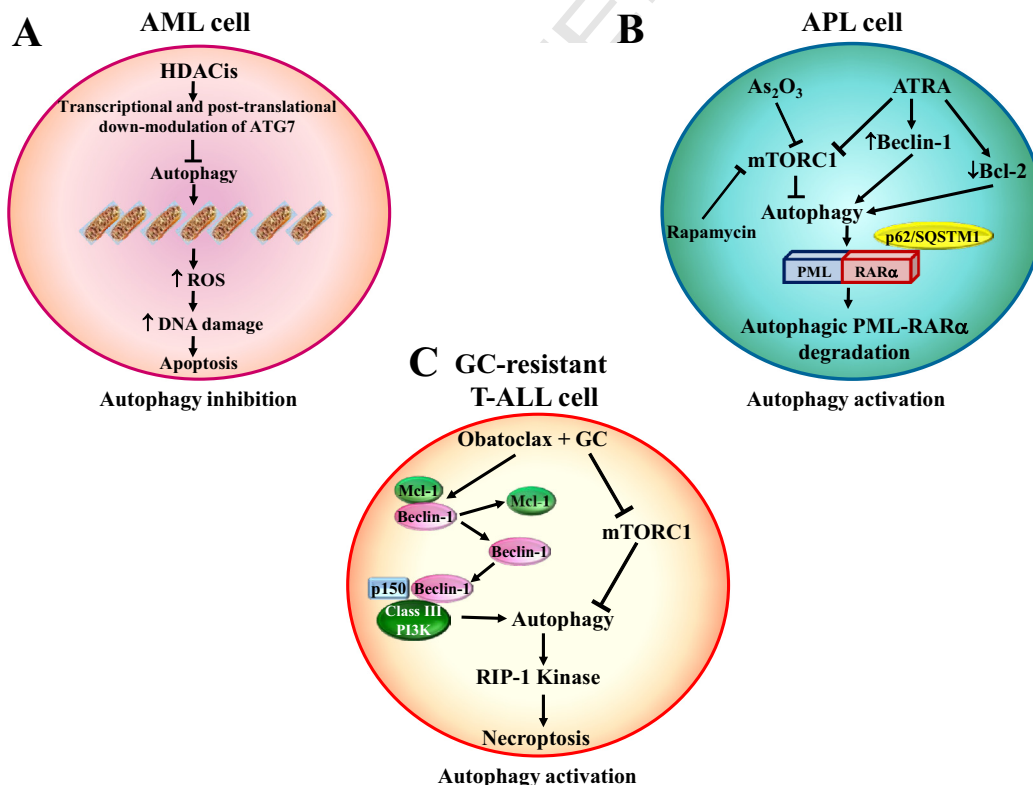 A
AML cell
HDACis
Transcriptional and post-translational
down-modulation of ATG7
Autophagy
↑ ROS
↑ DNA damage
Apoptosis
Autophagy inhibition
B
APL cell
As₂O₃
ATRA
mTORC1
↑Beclin-1
↓Bcl-2
Rapamycin
Autophagy
p62/SQSTM1
PML
RARα
Autophagic PML-RARα
degradation
Autophagy activation
C
GC-resistant
T-ALL cell
Obatoclax + GC
Mcl-1
Beclin-1
Mcl-1
mTORC1
Beclin-1
p150
Beclin-1
Class III
PI3K
Autophagy
RIP-1 Kinase
Necroptosis
Autophagy activation